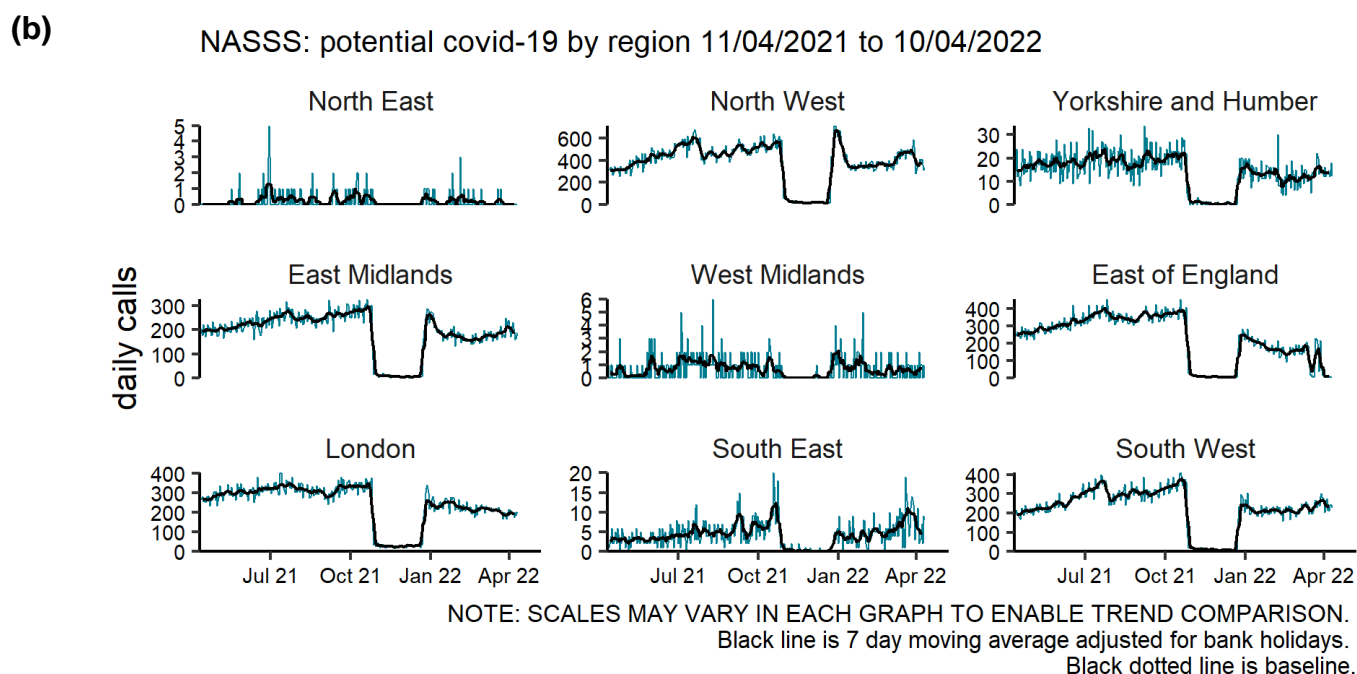 (b)
NASSS: potential covid-19 by region 11/04/2021 to 10/04/2022
North East
North West
Yorkshire and Humber
5
4
3
2
1
0
600
400
200
0
30
20
10
0
East Midlands
West Midlands
East of England
daily calls
300
200
100
0
6
5
4
3
2
1
0
400
300
200
100
0
London
South East
South West
400
300
200
100
0
20
15
10
5
0
400
300
200
100
0
Jul 21 Oct 21 Jan 22 Apr 22
Jul 21 Oct 21 Jan 22 Apr 22
Jul 21 Oct 21 Jan 22 Apr 22
NOTE: SCALES MAY VARY IN EACH GRAPH TO ENABLE TREND COMPARISON.
Black line is 7 day moving average adjusted for bank holidays.
Black dotted line is baseline.